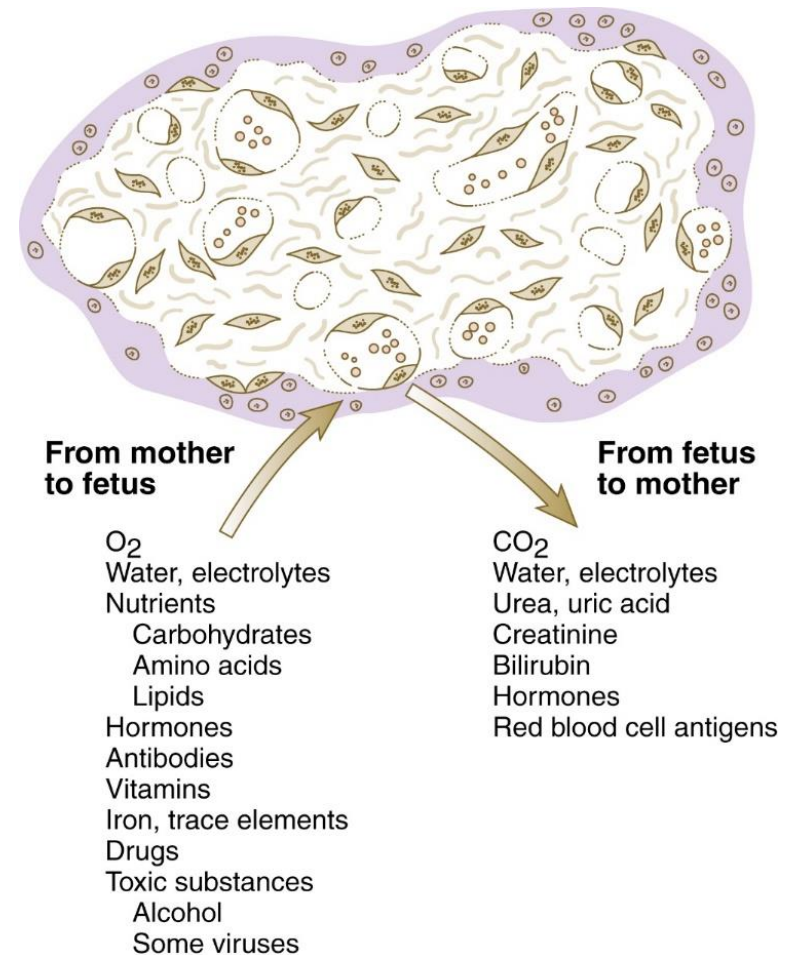 From mother
to fetus
O2
Water, electrolytes
Nutrients
Carbohydrates
Amino acids
Lipids
Hormones
Antibodies
Vitamins
Iron, trace elements
Drugs
Toxic substances
Alcohol
Some viruses
From fetus
to mother
CO2
Water, electrolytes
Urea, uric acid
Creatinine
Bilirubin
Hormones
Red blood cell antigens